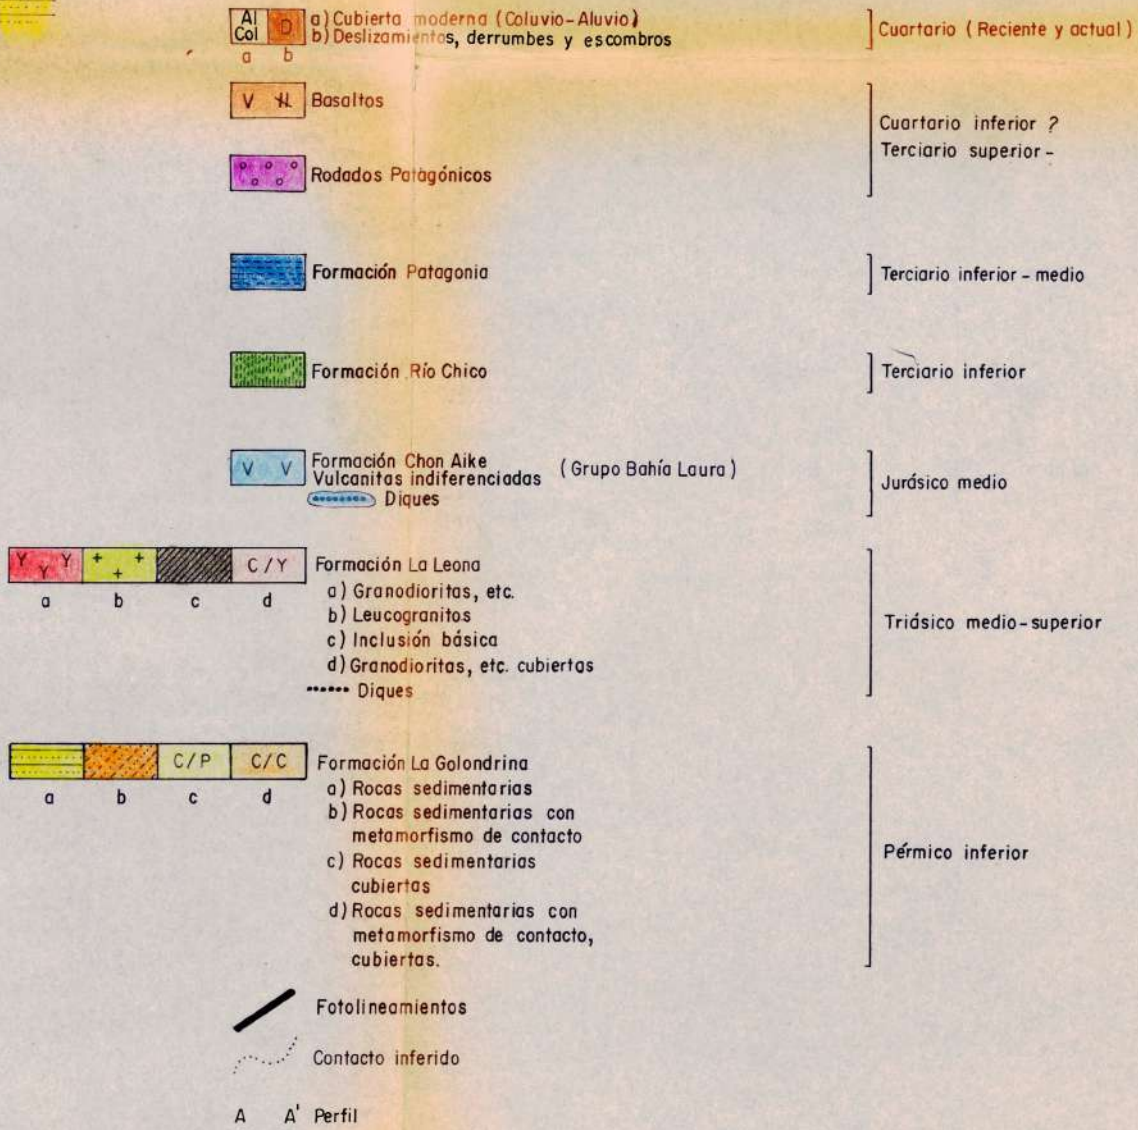 Al
Col D a) Cubierta moderna (Coluvio-Aluvio)
b) Deslizamientos, derrumbes y escombros
a b
Cuartario (Reciente y actual)
V Basaltos
Rodados Patagónicos
Cuartario inferior ?
Terciario superior -
Formación Patagonia
Terciario inferior - medio
Formación Río Chico
Terciario inferior
V V Formación Chon Aike (Grupo Bahía Laura)
Vulcanitas indiferenciadas
Diques
Jurásico medio
Y Y Y + + + C/Y Formación La Leona
a b c d
a) Granodioritas, etc.
b) Leucogranitos
c) Inclusión básica
d) Granodioritas, etc. cubiertas
Diques
Triásico medio-superior
C/P C/C Formación La Golondrina
a b c d
a) Rocas sedimentarias
b) Rocas sedimentarias con
metamorfismo de contacto
c) Rocas sedimentarias
cubiertas
d) Rocas sedimentarias con
metamorfismo de contacto,
cubiertas.
Pérmico inferior
Fotolineamientos
Contacto inferido
A A' Perfil